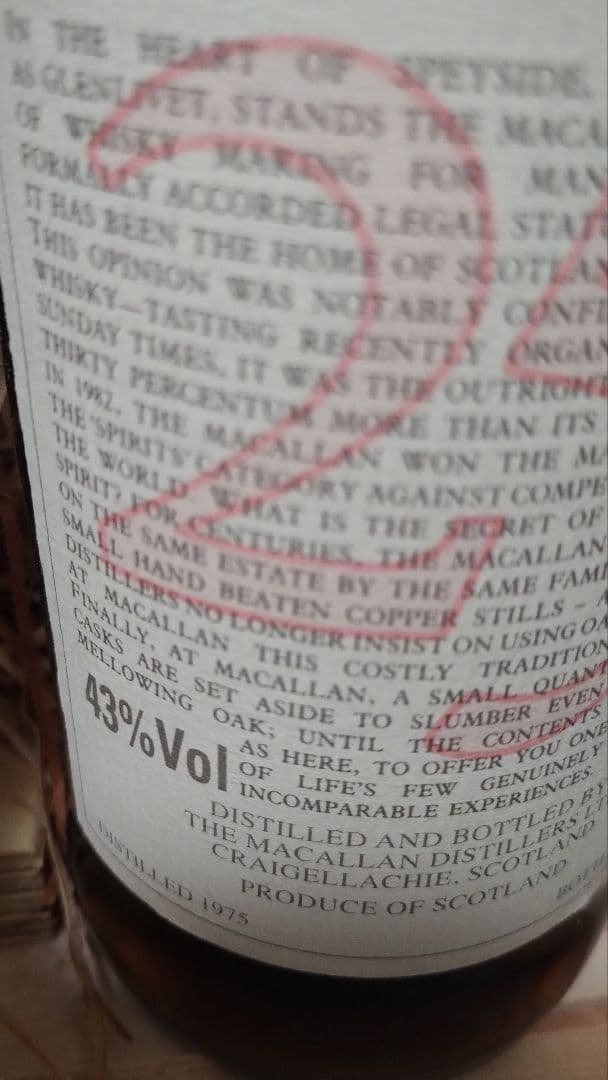 IN THE HEART OF SPEYSIDE,
AS GLENLIVET, STANDS THE MACA
OF WHISKY MAKING FOR MAN
FORMALLY ACCORDED LEGAL STAT
IT HAS BEEN THE HOME OF SCOTLAN
THIS OPINION WAS NOTABLY CONFI
WHISKY-TASTING RECENTLY ORGAN
SUNDAY TIMES, IT WAS THE OUTRIGHT
THIRTY PERCENTUM MORE THAN ITS
IN 1982, THE MACALLAN WON THE MA
THE 'SPIRITS' CATEGORY AGAINST COMPE
THE WORLD. WHAT IS THE SECRET OF
SPIRIT? FOR CENTURIES, THE MACALLAN
ON THE SAME ESTATE BY THE SAME FAMI
SMALL HAND BEATEN COPPER STILLS - A
DISTILLERS NO LONGER INSIST ON USING OA
AT MACALLAN THIS COSTLY TRADITION
FINALLY, AT MACALLAN, A SMALL QUANT
CASKS ARE SET ASIDE TO SLUMBER EVEN
MELLOWING OAK; UNTIL THE CONTENTS
AS HERE, TO OFFER YOU ONE
OF LIFE'S FEW GENUINELY
INCOMPARABLE EXPERIENCES.
43%Vol
DISTILLED AND BOTTLED BY
THE MACALLAN DISTILLERS LT
CRAIGELLACHIE, SCOTLAND
PRODUCE OF SCOTLAND
DISTILLED 1975
2